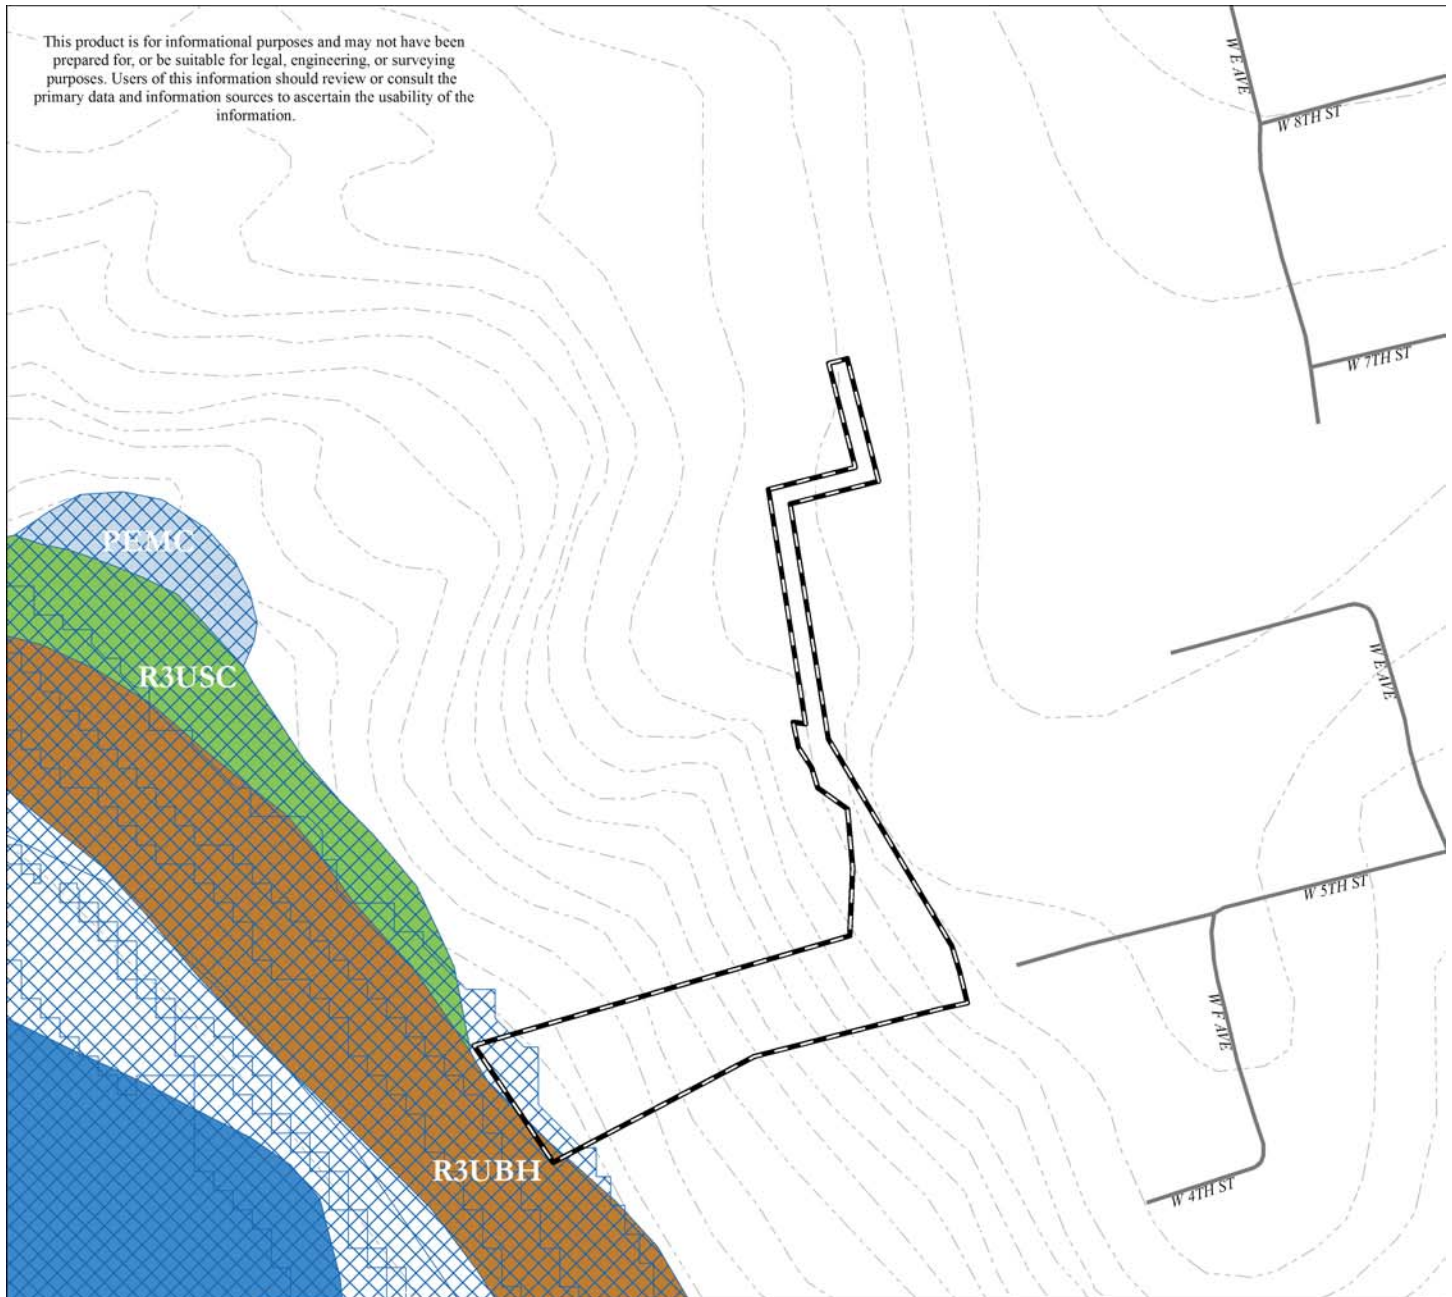 This product is for informational purposes and may not have been
prepared for, or be suitable for legal, engineering, or surveying
purposes. Users of this information should review or consult the
primary data and information sources to ascertain the usability of the
information.
W E AVE
W 8TH ST
W 7TH ST
PEMC
R3USC
W E AVE
W 5TH ST
W F AVE
R3UBH
W 4TH ST